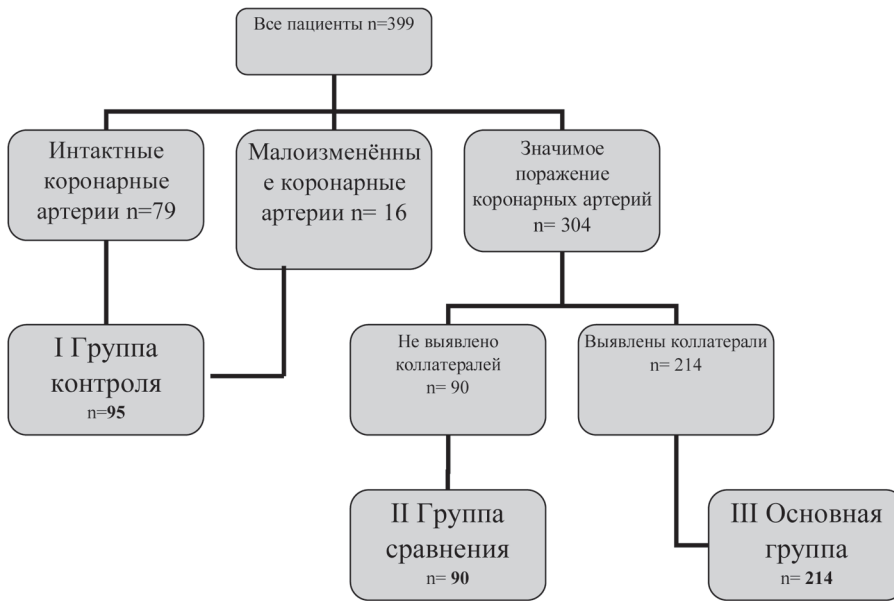 Все пациенты n=399
Интактные
коронарные
артерии n=79
Малоизменённы
е коронарные
артерии n= 16
Значимое
поражение
коронарных артерий
n= 304
I Группа
контроля
n=95
Не выявлено
коллатералей
n= 90
Выявлены коллатерали
n= 214
II Группа
сравнения
n= 90
III Основная
группа
n= 214